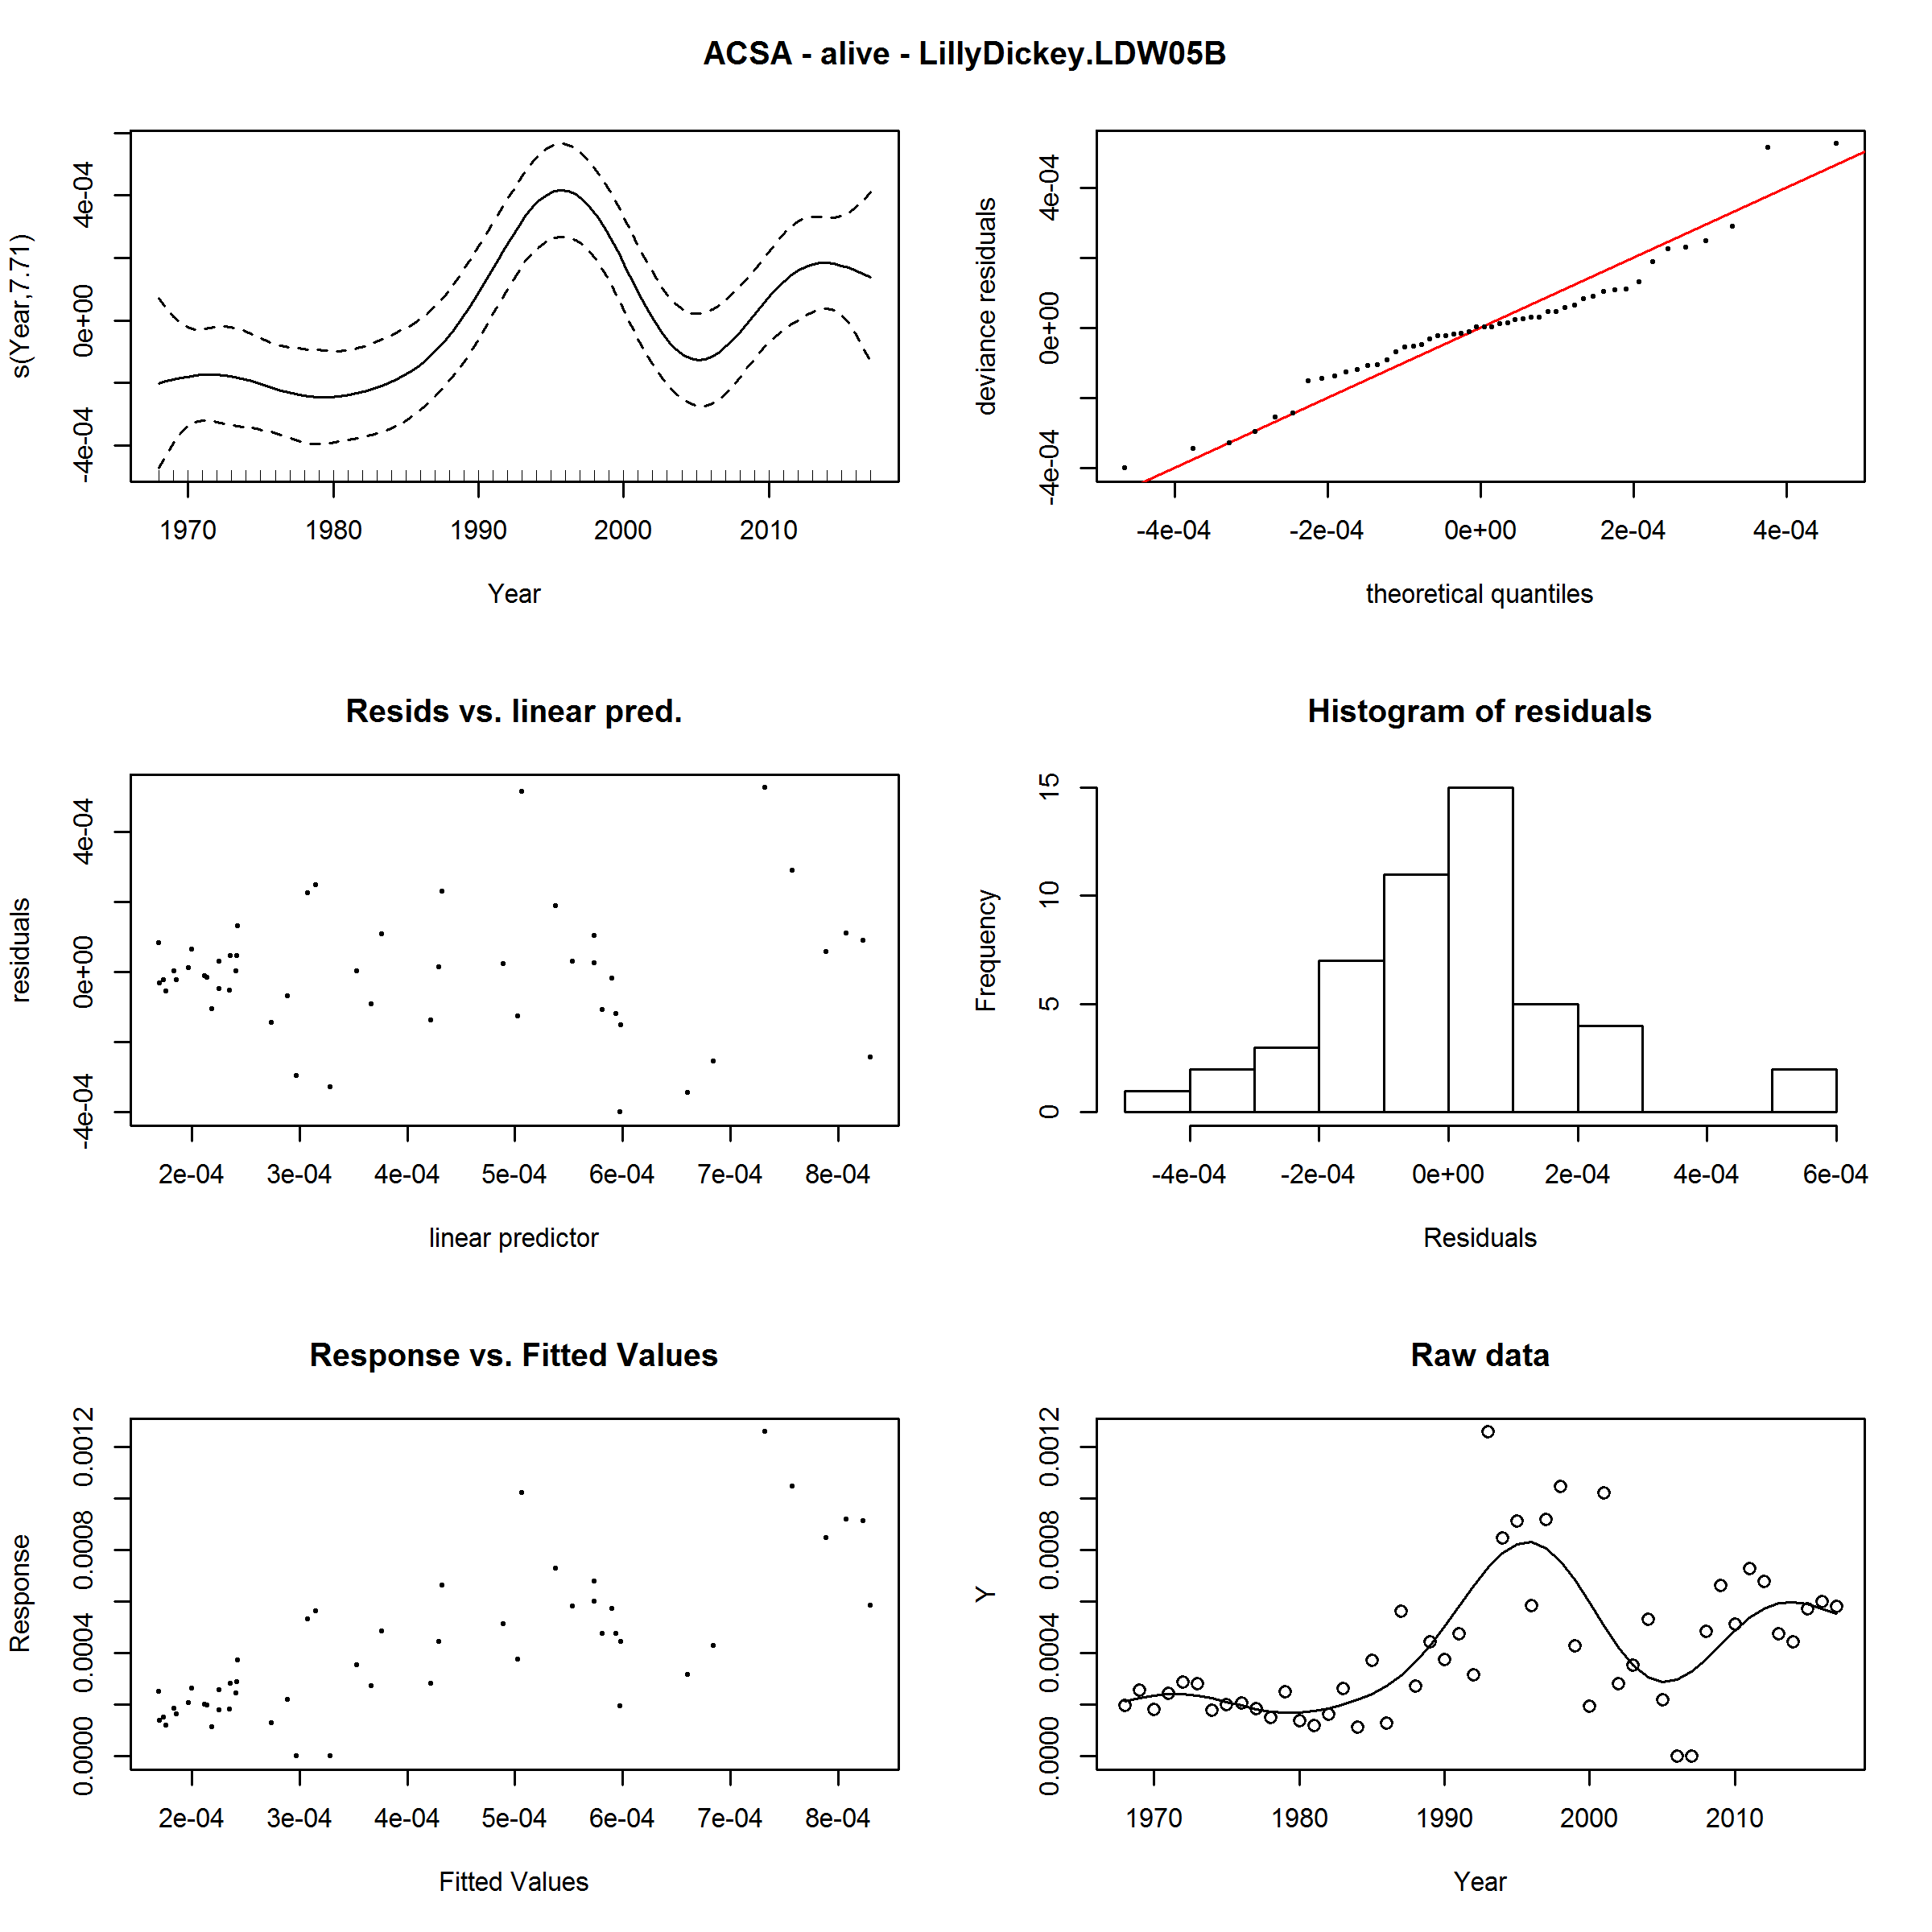 ACSA - alive - LillyDickey.LDW05B
s(Year,7.71)
-4e-04 0e+00 4e-04
1970 1980 1990 2000 2010
Year
deviance residuals
-4e-04 0e+00 4e-04
-4e-04 -2e-04 0e+00 2e-04 4e-04
theoretical quantiles
Resids vs. linear pred.
residuals
-4e-04 0e+00 4e-04
2e-04 3e-04 4e-04 5e-04 6e-04 7e-04 8e-04
linear predictor
Histogram of residuals
Frequency
0 5 10 15
-4e-04 -2e-04 0e+00 2e-04 4e-04 6e-04
Residuals
Response vs. Fitted Values
Response
0.0000 0.0004 0.0008 0.0012
2e-04 3e-04 4e-04 5e-04 6e-04 7e-04 8e-04
Fitted Values
Raw data
Y
0.0000 0.0004 0.0008 0.0012
1970 1980 1990 2000 2010
Year